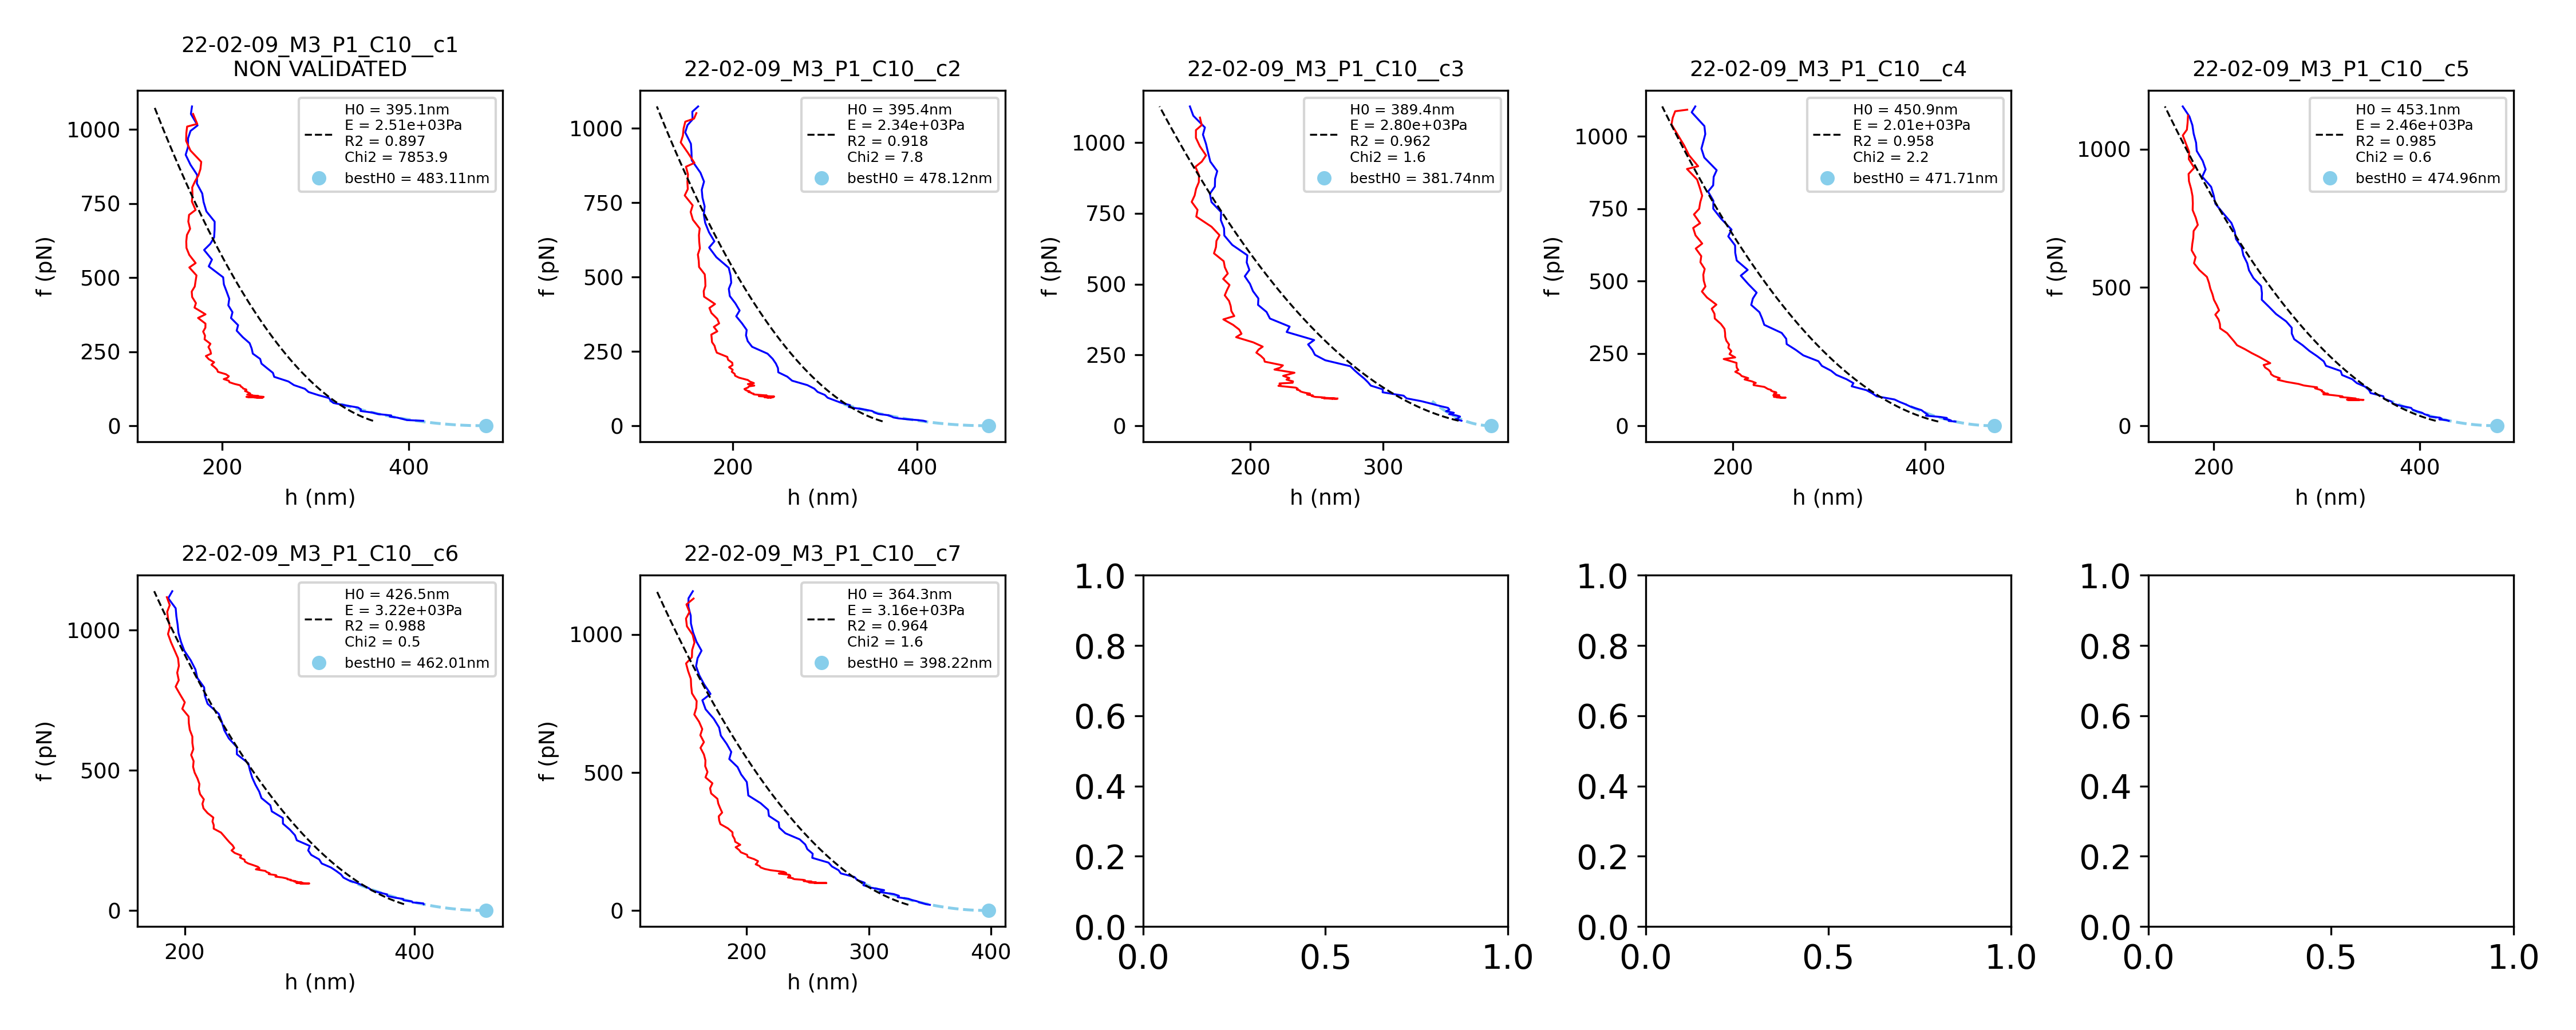 22-02-09_M3_P1_C10__c1
NON VALIDATED
H0 = 395.1nm
E = 2.51e+03Pa
R2 = 0.897
Chi2 = 7853.9
bestH0 = 483.11nm
f (pN)
1000
750
500
250
0
200
400
h (nm)
22-02-09_M3_P1_C10__c2
H0 = 395.4nm
E = 2.34e+03Pa
R2 = 0.918
Chi2 = 7.8
bestH0 = 478.12nm
f (pN)
1000
750
500
250
0
200
400
h (nm)
22-02-09_M3_P1_C10__c3
H0 = 389.4nm
E = 2.80e+03Pa
R2 = 0.962
Chi2 = 1.6
bestH0 = 381.74nm
f (pN)
1000
750
500
250
0
200
300
h (nm)
22-02-09_M3_P1_C10__c4
H0 = 450.9nm
E = 2.01e+03Pa
R2 = 0.958
Chi2 = 2.2
bestH0 = 471.71nm
f (pN)
1000
750
500
250
0
200
400
h (nm)
22-02-09_M3_P1_C10__c5
H0 = 453.1nm
E = 2.46e+03Pa
R2 = 0.985
Chi2 = 0.6
bestH0 = 474.96nm
f (pN)
1000
500
0
200
400
h (nm)
22-02-09_M3_P1_C10__c6
H0 = 426.5nm
E = 3.22e+03Pa
R2 = 0.988
Chi2 = 0.5
bestH0 = 462.01nm
f (pN)
1000
500
0
200
400
h (nm)
22-02-09_M3_P1_C10__c7
H0 = 364.3nm
E = 3.16e+03Pa
R2 = 0.964
Chi2 = 1.6
bestH0 = 398.22nm
f (pN)
1000
500
0
200
300
400
h (nm)
1.0
0.8
0.6
0.4
0.2
0.0
0.0
0.5
1.0
1.0
0.8
0.6
0.4
0.2
0.0
0.0
0.5
1.0
1.0
0.8
0.6
0.4
0.2
0.0
0.0
0.5
1.0